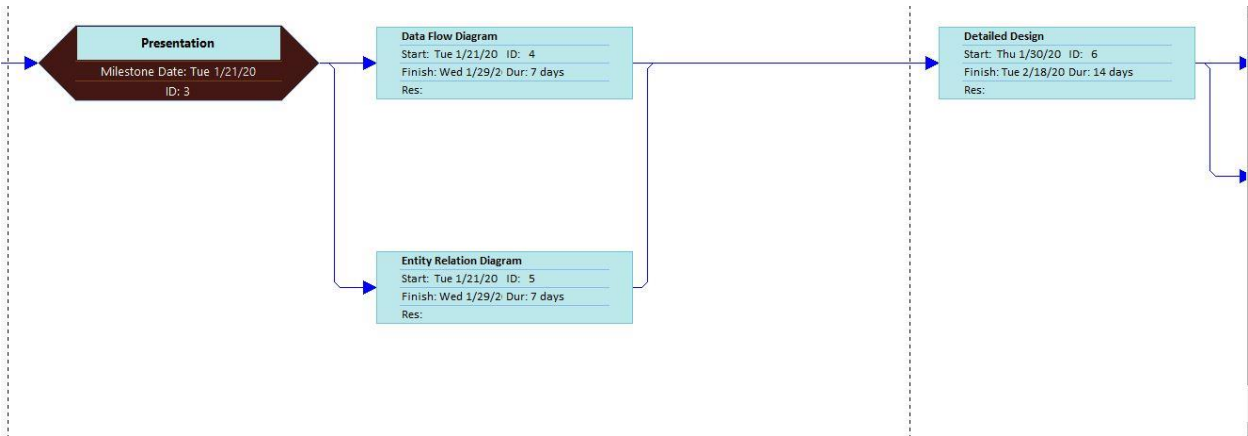 Presentation
Milestone Date: Tue 1/21/20
ID: 3
Data Flow Diagram
Start: Tue 1/21/20 ID: 4
Finish: Wed 1/29/2 Dur: 7 days
Res:
Entity Relation Diagram
Start: Tue 1/21/20 ID: 5
Finish: Wed 1/29/2 Dur: 7 days
Res:
Detailed Design
Start: Thu 1/30/20 ID: 6
Finish: Tue 2/18/20 Dur: 14 days
Res: